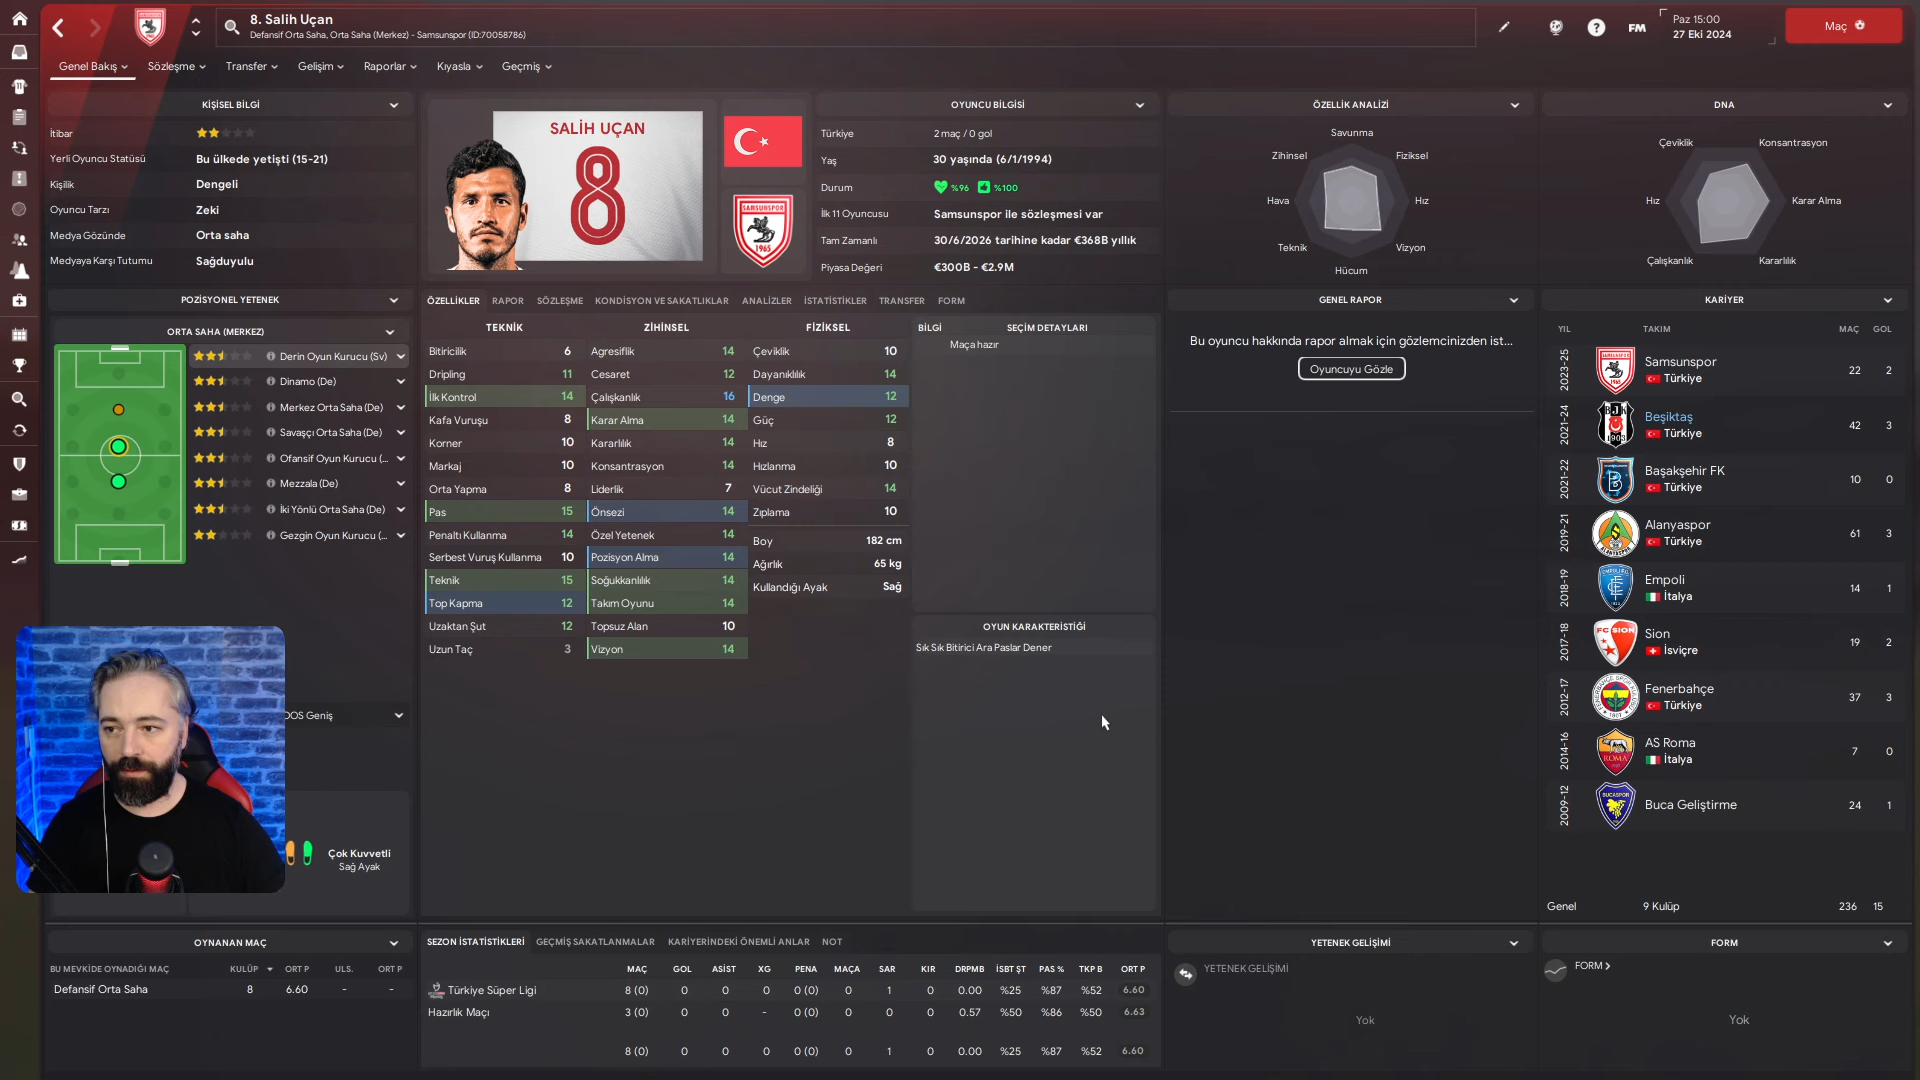 8. Salih Uçan
Defansif Orta Saha, Orta Saha (Merkez) - Samsunspor (ID:70058786)
FM
Paz 15:00
27 Eki 2024
Maç
Genel Bakış
Sözleşme
Transfer
Gelişim
Raporlar
Kıyasla
Geçmiş
KİŞİSEL BİLGİ
İtibar
Yerli Oyuncu Statüsü Bu ülkede yetişti (15-21)
Kişilik Dengeli
Oyuncu Tarzı Zeki
Medya Gözünde Orta saha
Medyaya Karşı Tutumu Sağduyulu
SALİH UÇAN
8
SAMSUNSPOR
1965
OYUNCU BİLGİSİ
Türkiye 2 maç / 0 gol
Yaş 30 yaşında (6/1/1994)
Durum %96 %100
İlk 11 Oyuncusu Samsunspor ile sözleşmesi var
Tam Zamanlı 30/6/2026 tarihine kadar €368B yıllık
Piyasa Değeri €300B - €2.9M
ÖZELLİK ANALİZİ
Savunma
Zihinsel Fiziksel
Hava Hız
Teknik Vizyon
Hücum
DNA
Çeviklik Konsantrasyon
Hız Karar Alma
Çalışkanlık Kararlılık
POZİSYONEL YETENEK
ORTA SAHA (MERKEZ)
Derin Oyun Kurucu (Sv)
Dinamo (De)
Merkez Orta Saha (De)
Savaşçı Orta Saha (De)
Ofansif Oyun Kurucu (...
Mezzala (De)
İki Yönlü Orta Saha (De)
Gezgin Oyun Kurucu (...
DOS Geniş
Çok Kuvvetli
Sağ Ayak
ÖZELLİKLER RAPOR SÖZLEŞME KONDİSYON VE SAKATLIKLAR ANALİZLER İSTATİSTİKLER TRANSFER FORM
TEKNİK
Bitiricilik 6
Dripling 11
İlk Kontrol 14
Kafa Vuruşu 8
Korner 10
Markaj 10
Orta Yapma 8
Pas 15
Penaltı Kullanma 14
Serbest Vuruş Kullanma 10
Teknik 15
Top Kapma 12
Uzaktan Şut 12
Uzun Taç 3
ZİHİNSEL
Agresiflik 14
Cesaret 12
Çalışkanlık 16
Karar Alma 14
Kararlılık 14
Konsantrasyon 14
Liderlik 7
Önsezi 14
Özel Yetenek 14
Pozisyon Alma 14
Soğukkanlılık 14
Takım Oyunu 14
Topsuz Alan 10
Vizyon 14
FİZİKSEL
Çeviklik 10
Dayanıklılık 14
Denge 12
Güç 12
Hız 8
Hızlanma 10
Vücut Zindeliği 14
Zıplama 10
Boy 182 cm
Ağırlık 65 kg
Kullandığı Ayak Sağ
BİLGİ SEÇİM DETAYLARI
Maça hazır
OYUN KARAKTERİSTİĞİ
Sık Sık Bitirici Ara Paslar Dener
GENEL RAPOR
Bu oyuncu hakkında rapor almak için gözlemcinizden ist...
Oyuncuyu Gözle
KARİYER
YIL TAKIM MAÇ GOL
2023-25 Samsunspor Türkiye 22 2
2021-24 Beşiktaş Türkiye 42 3
2021-22 Başakşehir FK Türkiye 10 0
2019-21 Alanyaspor Türkiye 61 3
2018-19 Empoli İtalya 14 1
2017-18 Sion İsviçre 19 2
2012-17 Fenerbahçe Türkiye 37 3
2014-16 AS Roma İtalya 7 0
2009-12 Buca Geliştirme 24 1
Genel 9 Kulüp 236 15
OYNANAN MAÇ
BU MEVKİDE OYNADIĞI MAÇ KULÜP ORT P ULS. ORT P
Defansif Orta Saha 8 6.60 - -
SEZON İSTATİSTİKLERİ GEÇMİŞ SAKATLANMALAR KARİYERİNDEKİ ÖNEMLİ ANLAR NOT
MAÇ GOL ASİST XG PENA MAÇA SAR KIR DRPMB İSBT ŞT PAS % TKP B ORT P
Türkiye Süper Ligi 8 (0) 0 0 0 0 (0) 0 1 0 0.00 %25 %87 %52 6.60
Hazırlık Maçı 3 (0) 0 0 - 0 (0) 0 0 0 0.57 %50 %86 %50 6.63
8 (0) 0 0 0 0 (0) 0 1 0 0.00 %25 %87 %52 6.60
YETENEK GELİŞİMİ
YETENEK GELİŞİMİ
Yok
FORM
FORM >
Yok